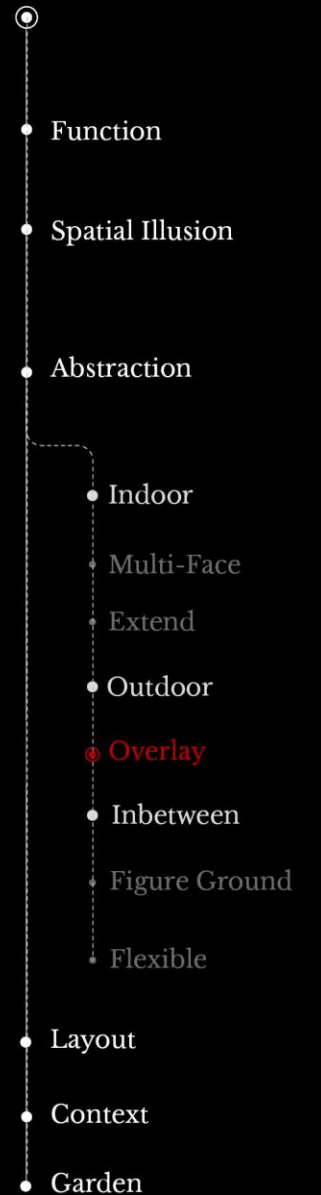 Function
Spatial Illusion
Abstraction
Indoor
Multi-Face
Extend
Outdoor
Overlay
Inbetween
Figure Ground
Flexible
Layout
Context
Garden